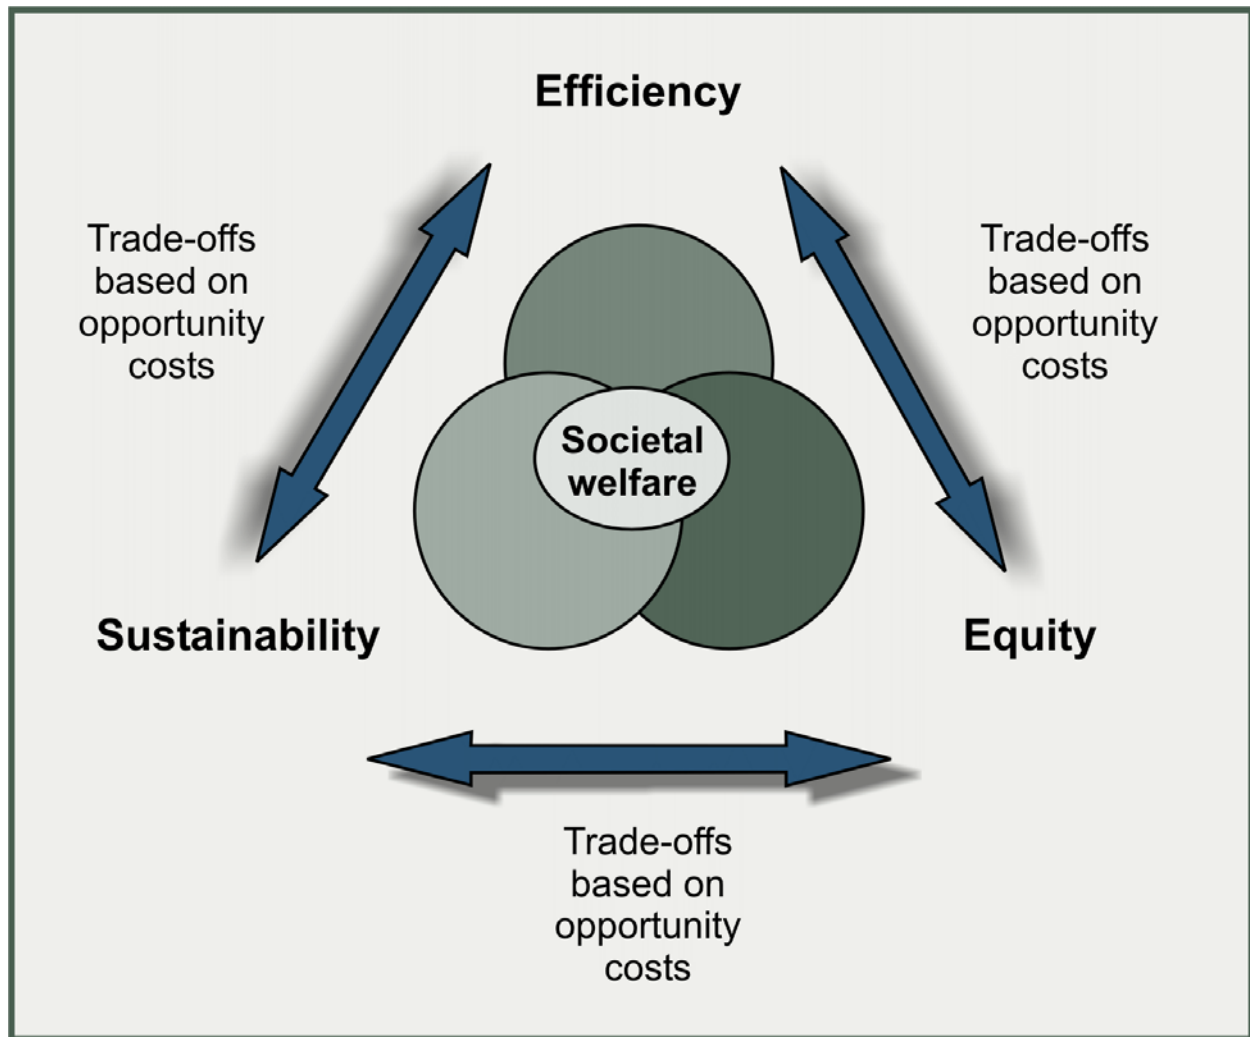 Efficiency
Trade-offs
based on
opportunity
costs
Trade-offs
based on
opportunity
costs
Societal
welfare
Sustainability
Equity
Trade-offs
based on
opportunity
costs